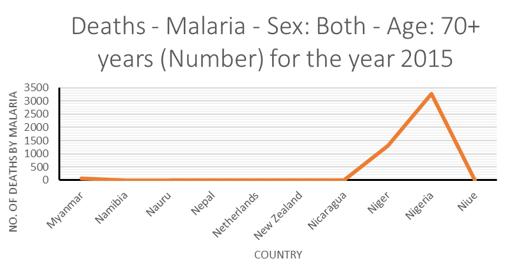 Deaths - Malaria - Sex: Both - Age: 70+
years (Number) for the year 2015
NO. OF DEATHS BY MALARIA
3500
3000
2500
2000
1500
1000
500
0
Myanmar
Namibia
Nauru
Nepal
Netherlands
New Zealand
Nicaragua
Niger
Nigeria
Niue
COUNTRY